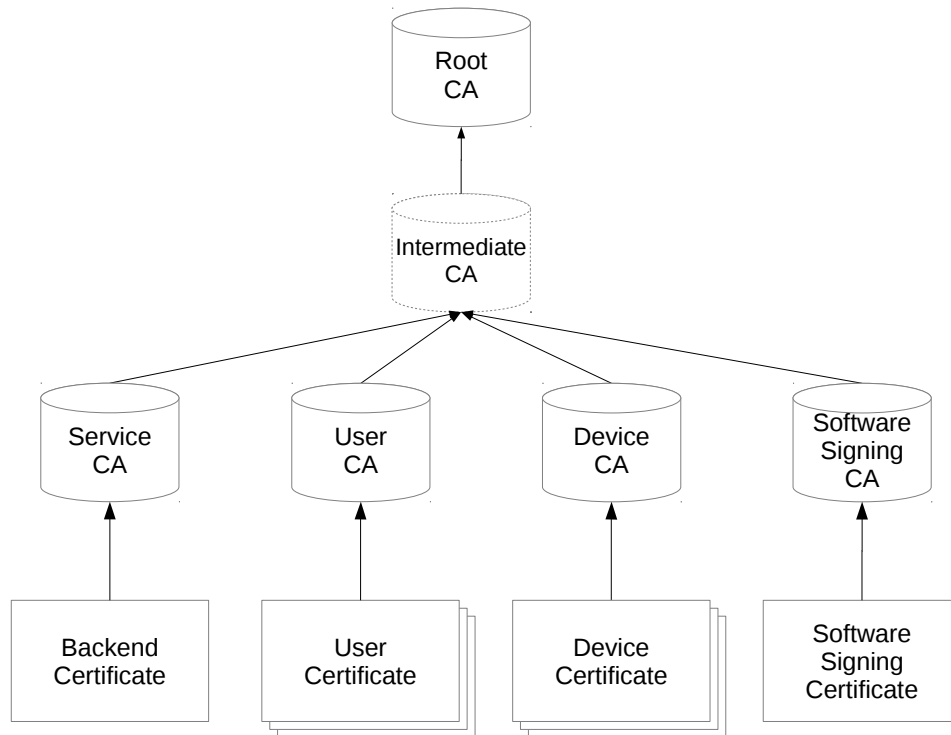 Root
CA
Intermediate
CA
Service
CA
User
CA
Device
CA
Software
Signing
CA
Backend
Certificate
User
Certificate
Device
Certificate
Software
Signing
Certificate